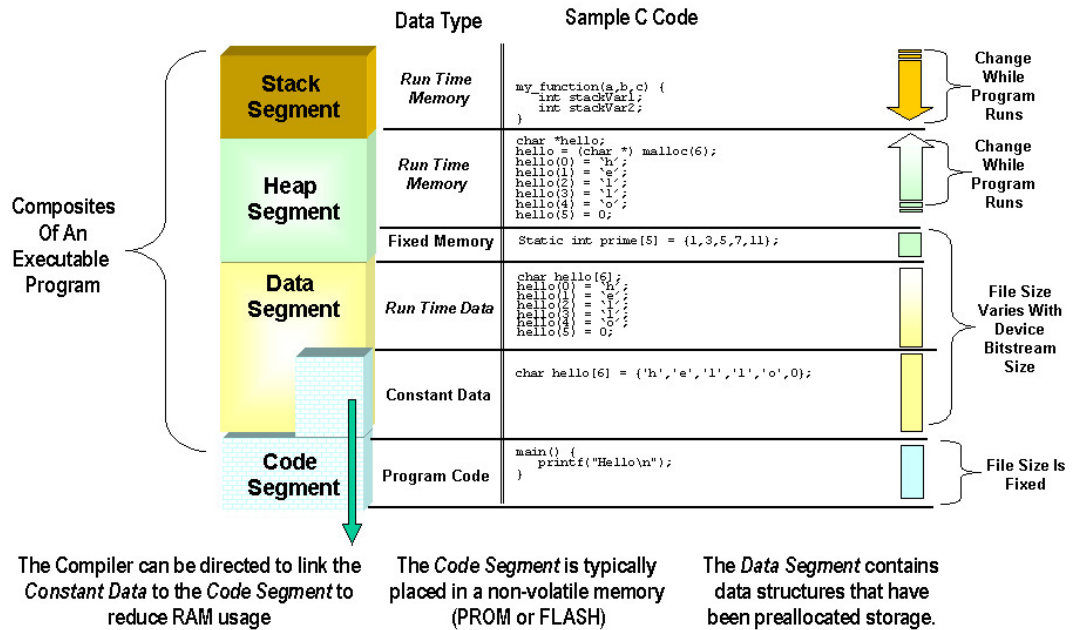 Data Type
Sample C Code
Composites
Of An
Executable
Program
Stack
Segment
Run Time
Memory
my_function(a,b,c) {
int stackVar1;
int stackVar2;
}
Change
While
Program
Runs
Heap
Segment
Run Time
Memory
char *hello;
hello = (char *) malloc(6);
hello(0) = `h´;
hello(1) = `e´;
hello(2) = `l´;
hello(3) = `l´;
hello(4) = `o´;
hello(5) = 0;
Change
While
Program
Runs
Fixed Memory
Static int prime[5] = {1,3,5,7,11};
Data
Segment
Run Time Data
char hello[6];
hello(0) = `h´;
hello(1) = `e´;
hello(2) = `l´;
hello(3) = `l´;
hello(4) = `o´;
hello(5) = 0;
File Size
Varies With
Device
Bitstream
Size
Constant Data
char hello[6] = {'h','e','l','l','o',0};
Code
Segment
Program Code
main() {
printf("Hello\n");
}
File Size Is
Fixed
The Compiler can be directed to link the
Constant Data to the Code Segment to
reduce RAM usage
The Code Segment is typically
placed in a non-volatile memory
(PROM or FLASH)
The Data Segment contains
data structures that have
been preallocated storage.